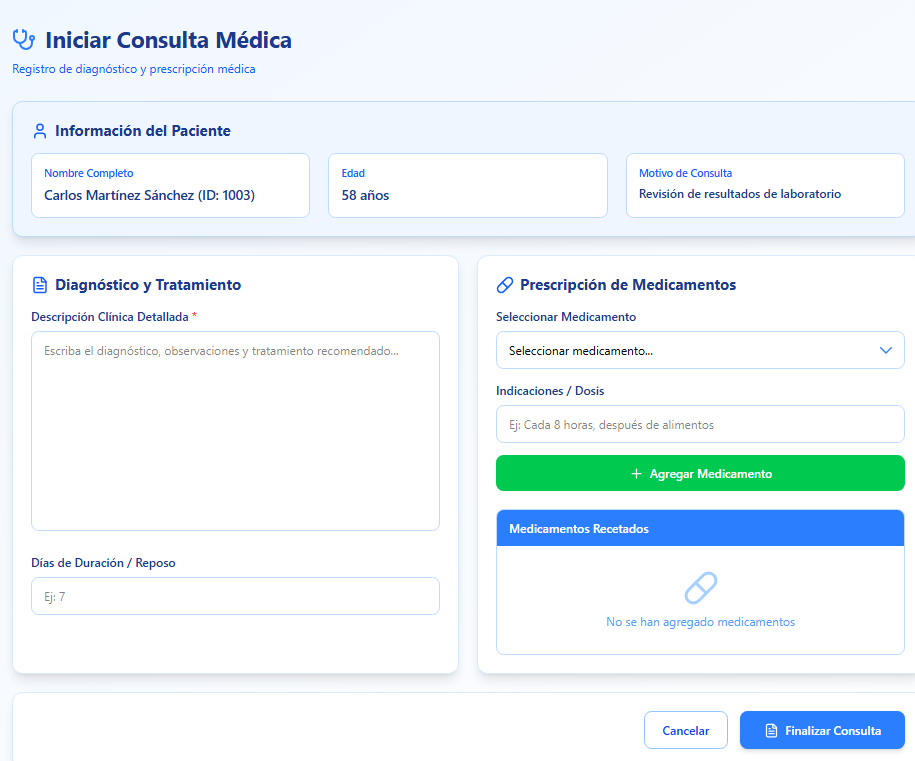 Iniciar Consulta Médica
Registro de diagnóstico y prescripción médica
Información del Paciente
Nombre Completo
Carlos Martínez Sánchez (ID: 1003)
Edad
58 años
Motivo de Consulta
Revisión de resultados de laboratorio
Diagnóstico y Tratamiento
Descripción Clínica Detallada *
Escriba el diagnóstico, observaciones y tratamiento recomendado...
Días de Duración / Reposo
Ej: 7
Prescripción de Medicamentos
Seleccionar Medicamento
Seleccionar medicamento...
Indicaciones / Dosis
Ej: Cada 8 horas, después de alimentos
+ Agregar Medicamento
Medicamentos Recetados
No se han agregado medicamentos
Cancelar
Finalizar Consulta